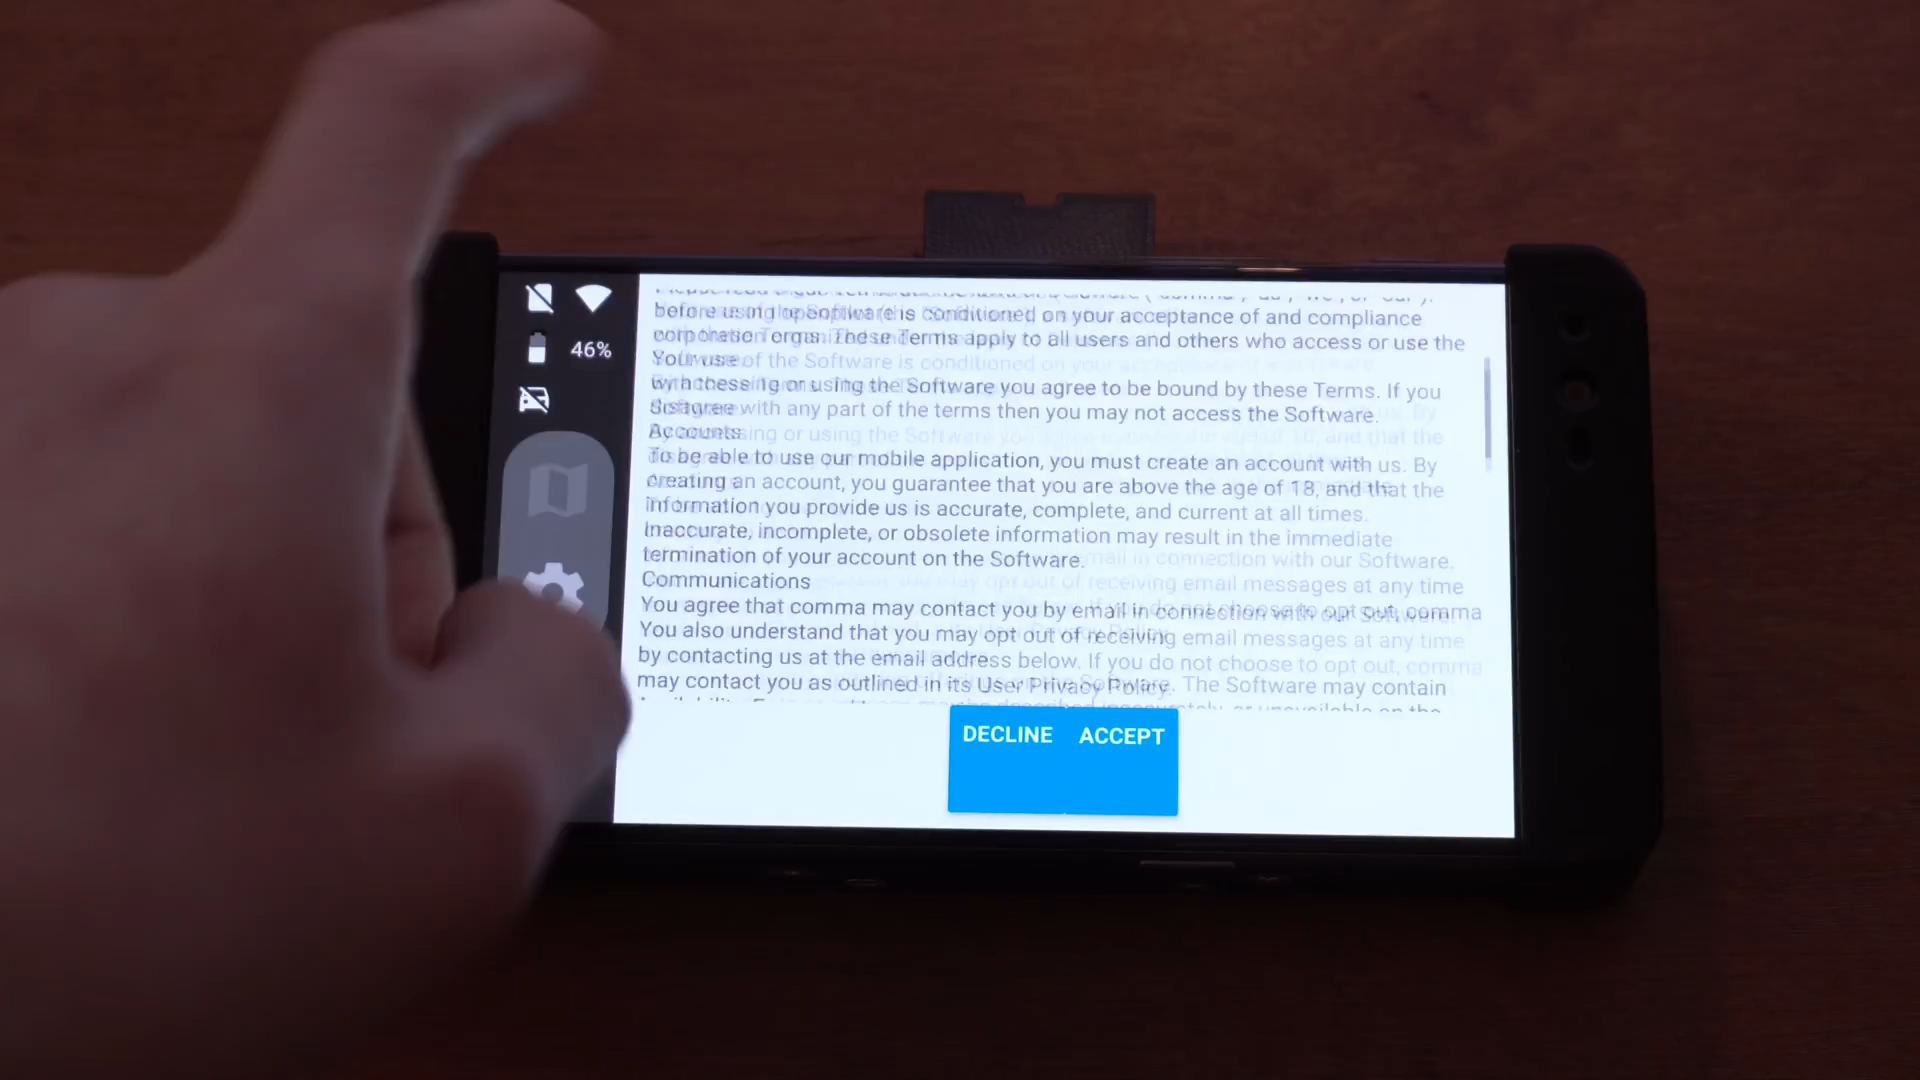 46%
before using
conditioned on your acceptance of and compliance
Terms. These Terms apply to all users and others who access or use the
or using the Software you agree to be bound by these Terms. If you
disagree with any part of the terms then you may not access the Software.
Accounts
To be able to use our mobile application, you must create an account with us. By
creating an account, you guarantee that you are above the age of 18, and that the
information you provide us is accurate, complete, and current at all times.
Inaccurate, incomplete, or obsolete information may result in the immediate
termination of your account on the Software.
Communications
You agree that comma may contact you by email in connection with our Software.
You also understand that you may opt out of receiving email messages at any time
by contacting us at the email address below. If you do not choose to opt out, comma
may contact you as outlined in its User Privacy Policy.
The Software may contain
DECLINE ACCEPT